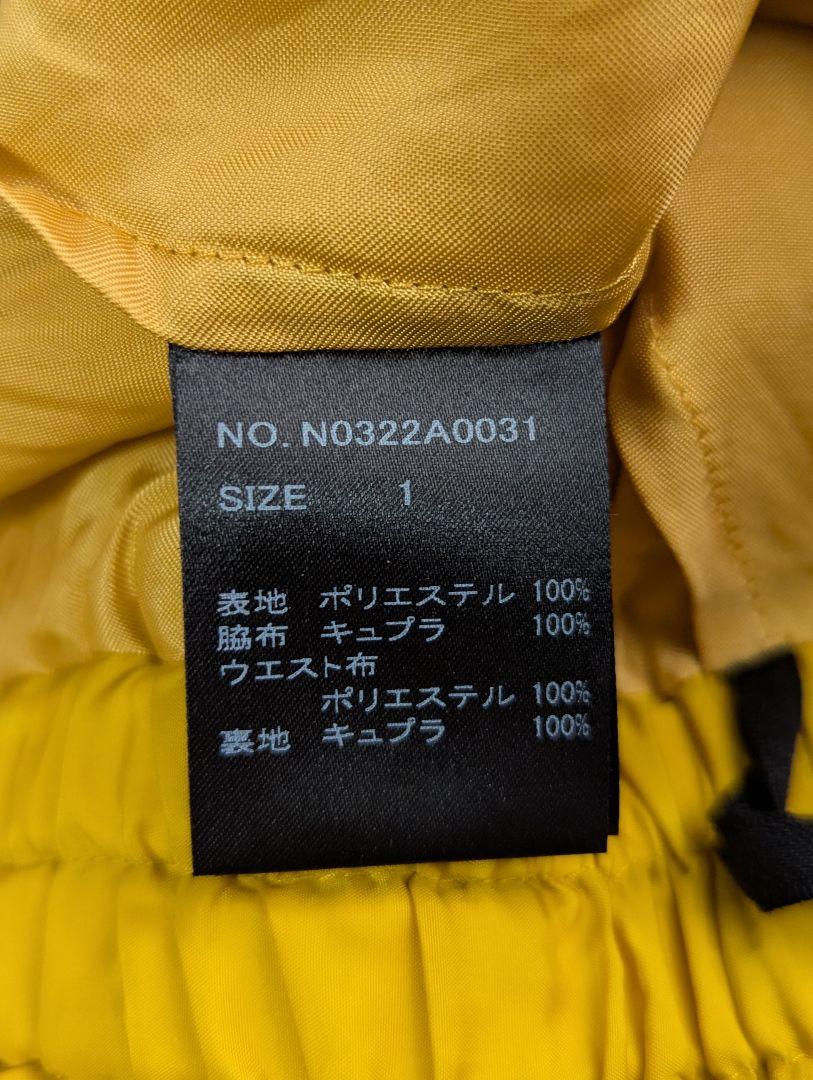 NO. N0322A0031
SIZE 1
表地 ポリエステル 100%
脇布 キュプラ 100%
ウエスト布
ポリエステル 100%
裏地 キュプラ 100%